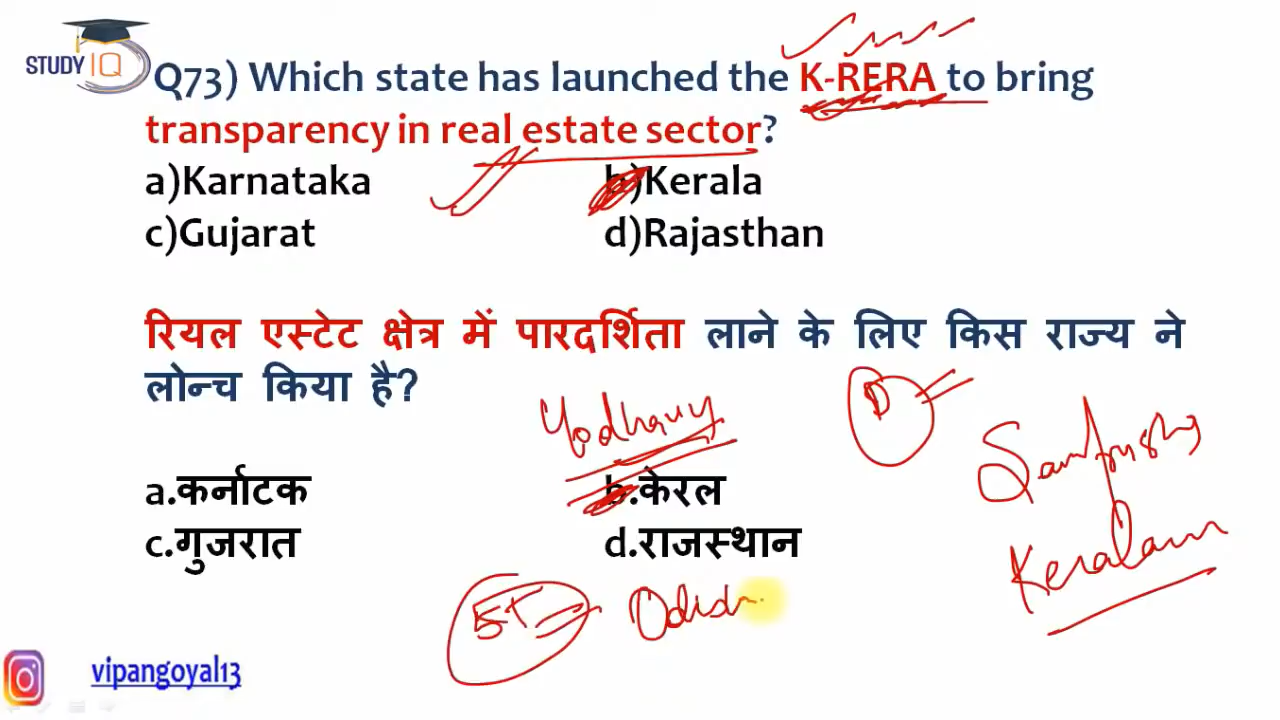 STUDY IQ
Q73) Which state has launched the K-RERA to bring
transparency in real estate sector?
a)Karnataka b)Kerala
c)Gujarat d)Rajasthan
रियल एस्टेट क्षेत्र में पारदर्शिता लाने के लिए किस राज्य ने
लोन्च किया है?
D
Yodhavu
a.कर्नाटक b.केरल
c.गुजरात d.राजस्थान
Keralam
5T
vipangoyal13